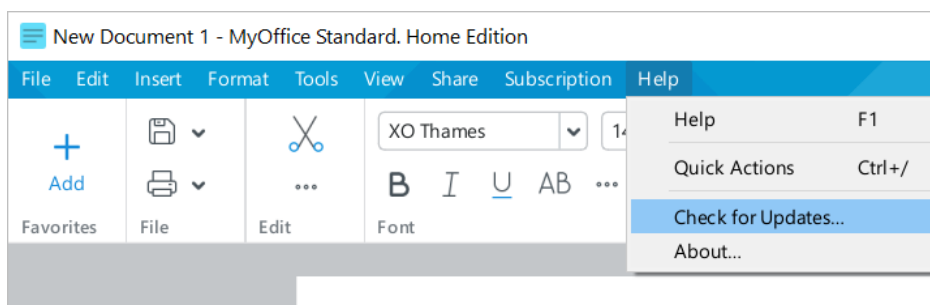 New Document 1 - MyOffice Standard. Home Edition
File Edit Insert Format Tools View Share Subscription Help
XO Thames
Help F1
B I U AB
Quick Actions Ctrl+/
Add
Check for Updates...
Favorites File Edit Font
About...